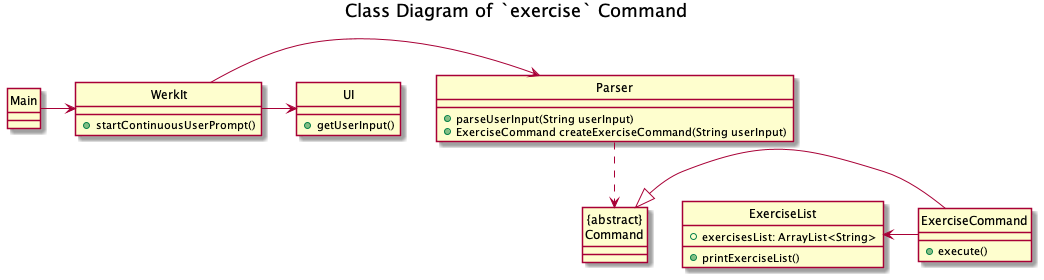 Class Diagram of `exercise` Command
Main
WerkIt
startContinuousUserPrompt()
UI
getUserInput()
Parser
parseUserInput(String userInput)
ExerciseCommand createExerciseCommand(String userInput)
{abstract}
Command
ExerciseList
exercisesList: ArrayList<String>
printExerciseList()
ExerciseCommand
execute()